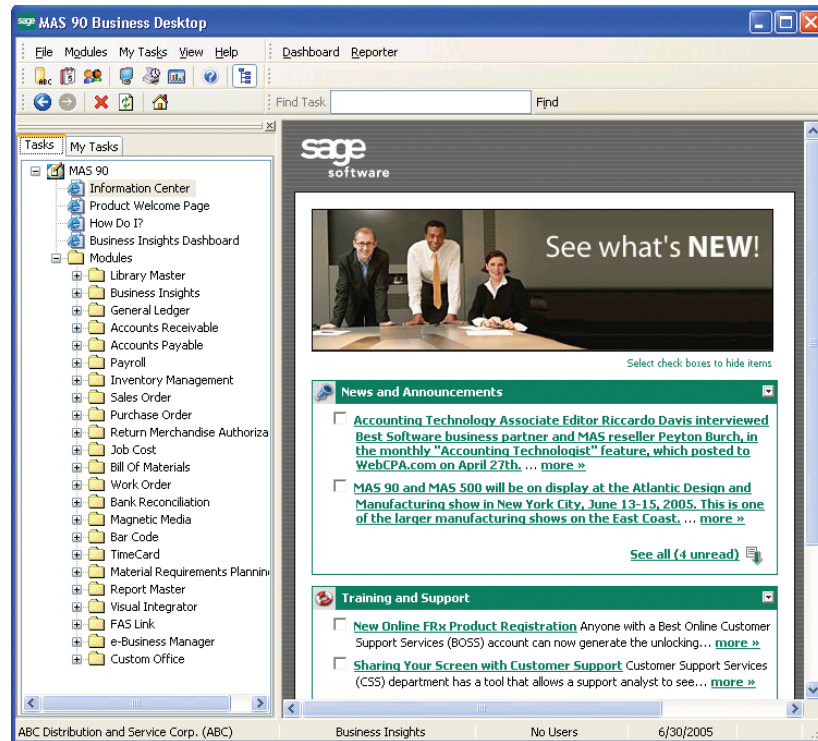 sage MAS 90 Business Desktop
File Modules My Tasks View Help Dashboard Reporter
Find Task Find
Tasks My Tasks
MAS 90
Information Center
Product Welcome Page
How Do I?
Business Insights Dashboard
Modules
Library Master
Business Insights
General Ledger
Accounts Receivable
Accounts Payable
Payroll
Inventory Management
Sales Order
Purchase Order
Return Merchandise Authoriza
Job Cost
Bill Of Materials
Work Order
Bank Reconciliation
Magnetic Media
Bar Code
TimeCard
Material Requirements Plannin
Report Master
Visual Integrator
FAS Link
e-Business Manager
Custom Office
sage
software
See what's NEW!
Select check boxes to hide items
News and Announcements
Accounting Technology Associate Editor Riccardo Davis interviewed
Best Software business partner and MAS reseller Peyton Burch, in
the monthly "Accounting Technologist" feature, which posted to
WebCPA.com on April 27th. ... more »
MAS 90 and MAS 500 will be on display at the Atlantic Design and
Manufacturing show in New York City, June 13-15, 2005. This is one
of the larger manufacturing shows on the East Coast. ... more »
See all (4 unread)
Training and Support
New Online FRx Product Registration Anyone with a Best Online Customer
Support Services (BOSS) account can now generate the unlocking... more »
Sharing Your Screen with Customer Support Customer Support Services
(CSS) department has a tool that allows a support analyst to see... more »
ABC Distribution and Service Corp. (ABC) Business Insights No Users 6/30/2005